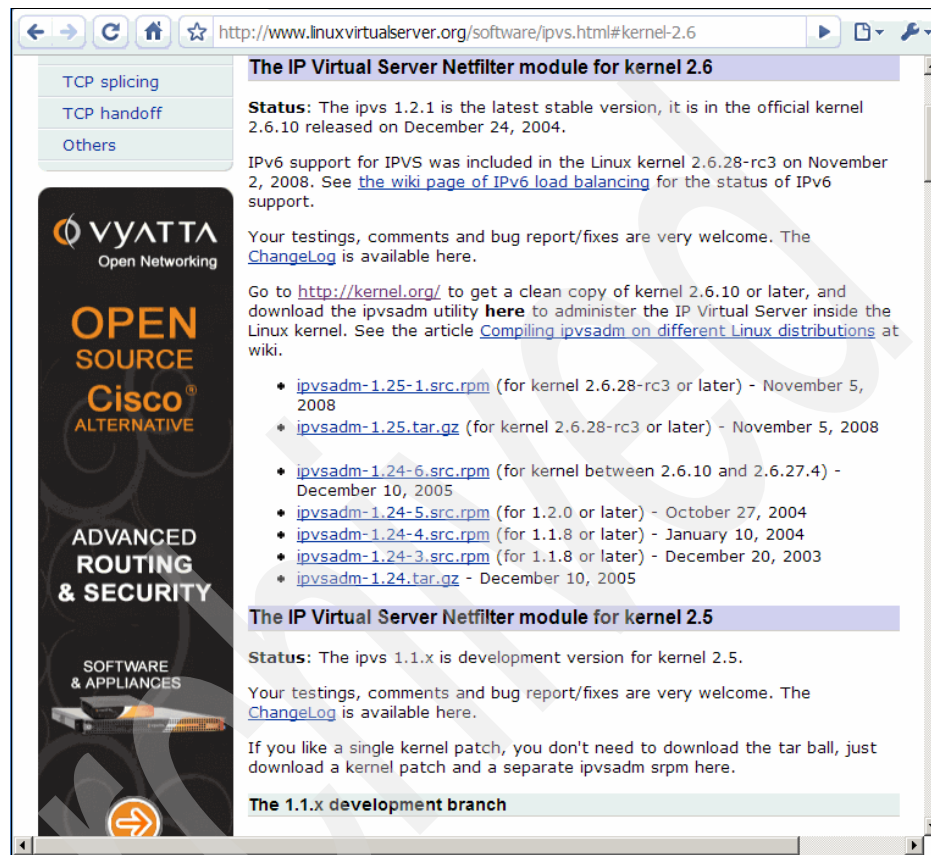 http://www.linuxvirtualserver.org/software/ipvs.html#kernel-2.6
TCP splicing
TCP handoff
Others
VYATTA
Open Networking
OPEN
SOURCE
Cisco®
ALTERNATIVE
ADVANCED
ROUTING
& SECURITY
SOFTWARE
& APPLIANCES
The IP Virtual Server Netfilter module for kernel 2.6
Status: The ipvs 1.2.1 is the latest stable version, it is in the official kernel
2.6.10 released on December 24, 2004.
IPv6 support for IPVS was included in the Linux kernel 2.6.28-rc3 on November
2, 2008. See the wiki page of IPv6 load balancing for the status of IPv6
support.
Your testings, comments and bug report/fixes are very welcome. The
ChangeLog is available here.
Go to http://kernel.org/ to get a clean copy of kernel 2.6.10 or later, and
download the ipvsadm utility here to administer the IP Virtual Server inside the
Linux kernel. See the article Compiling ipvsadm on different Linux distributions at
wiki.
• ipvsadm-1.25-1.src.rpm (for kernel 2.6.28-rc3 or later) - November 5,
2008
• ipvsadm-1.25.tar.gz (for kernel 2.6.28-rc3 or later) - November 5, 2008
• ipvsadm-1.24-6.src.rpm (for kernel between 2.6.10 and 2.6.27.4) -
December 10, 2005
• ipvsadm-1.24-5.src.rpm (for 1.2.0 or later) - October 27, 2004
• ipvsadm-1.24-4.src.rpm (for 1.1.8 or later) - January 10, 2004
• ipvsadm-1.24-3.src.rpm (for 1.1.8 or later) - December 20, 2003
• ipvsadm-1.24.tar.gz - December 10, 2005
The IP Virtual Server Netfilter module for kernel 2.5
Status: The ipvs 1.1.x is development version for kernel 2.5.
Your testings, comments and bug report/fixes are very welcome. The
ChangeLog is available here.
If you like a single kernel patch, you don't need to download the tar ball, just
download a kernel patch and a separate ipvsadm srpm here.
The 1.1.x development branch